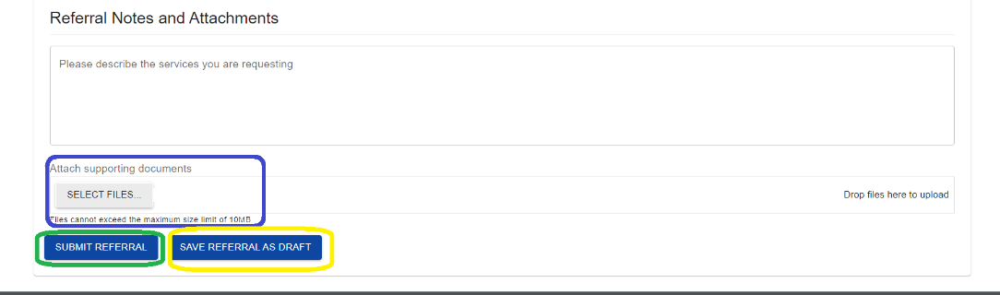 Referral Notes and Attachments
Please describe the services you are requesting
Attach supporting documents
SELECT FILES...
Drop files here to upload
Files cannot exceed the maximum size limit of 10MB
SUBMIT REFERRAL
SAVE REFERRAL AS DRAFT